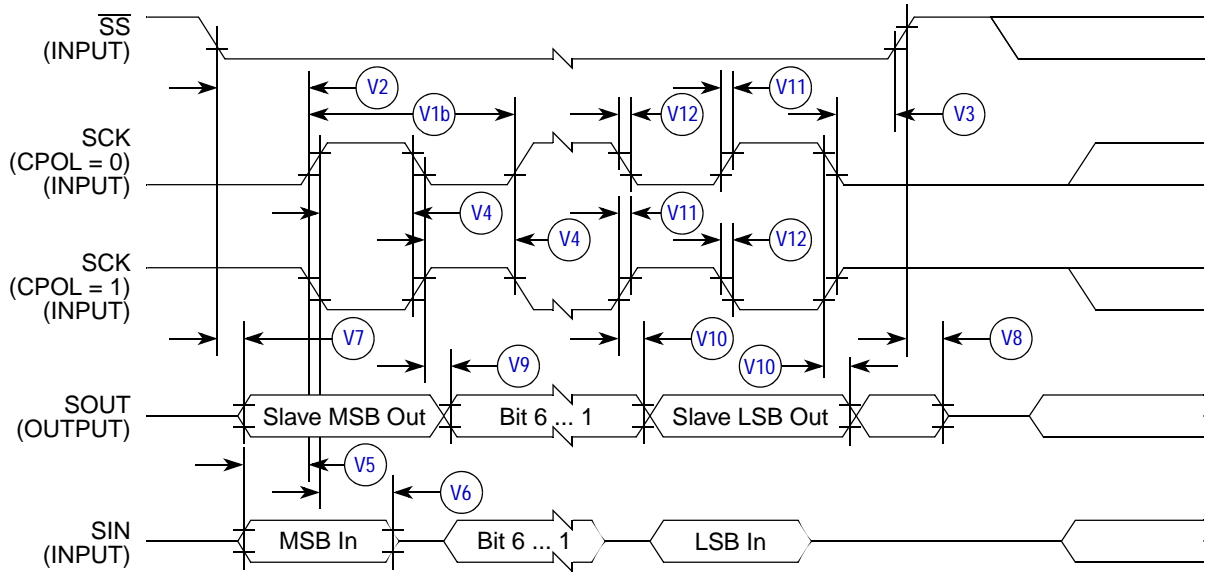 SS
(INPUT)
V2
V11
V1b
V12
V3
SCK
(CPOL = 0)
(INPUT)
V4
V11
V4
V12
SCK
(CPOL = 1)
(INPUT)
V7
V9
V10
V10
V8
SOUT
(OUTPUT)
Slave MSB Out
Bit 6 ... 1
Slave LSB Out
V5
V6
SIN
(INPUT)
MSB In
Bit 6 ... 1
LSB In